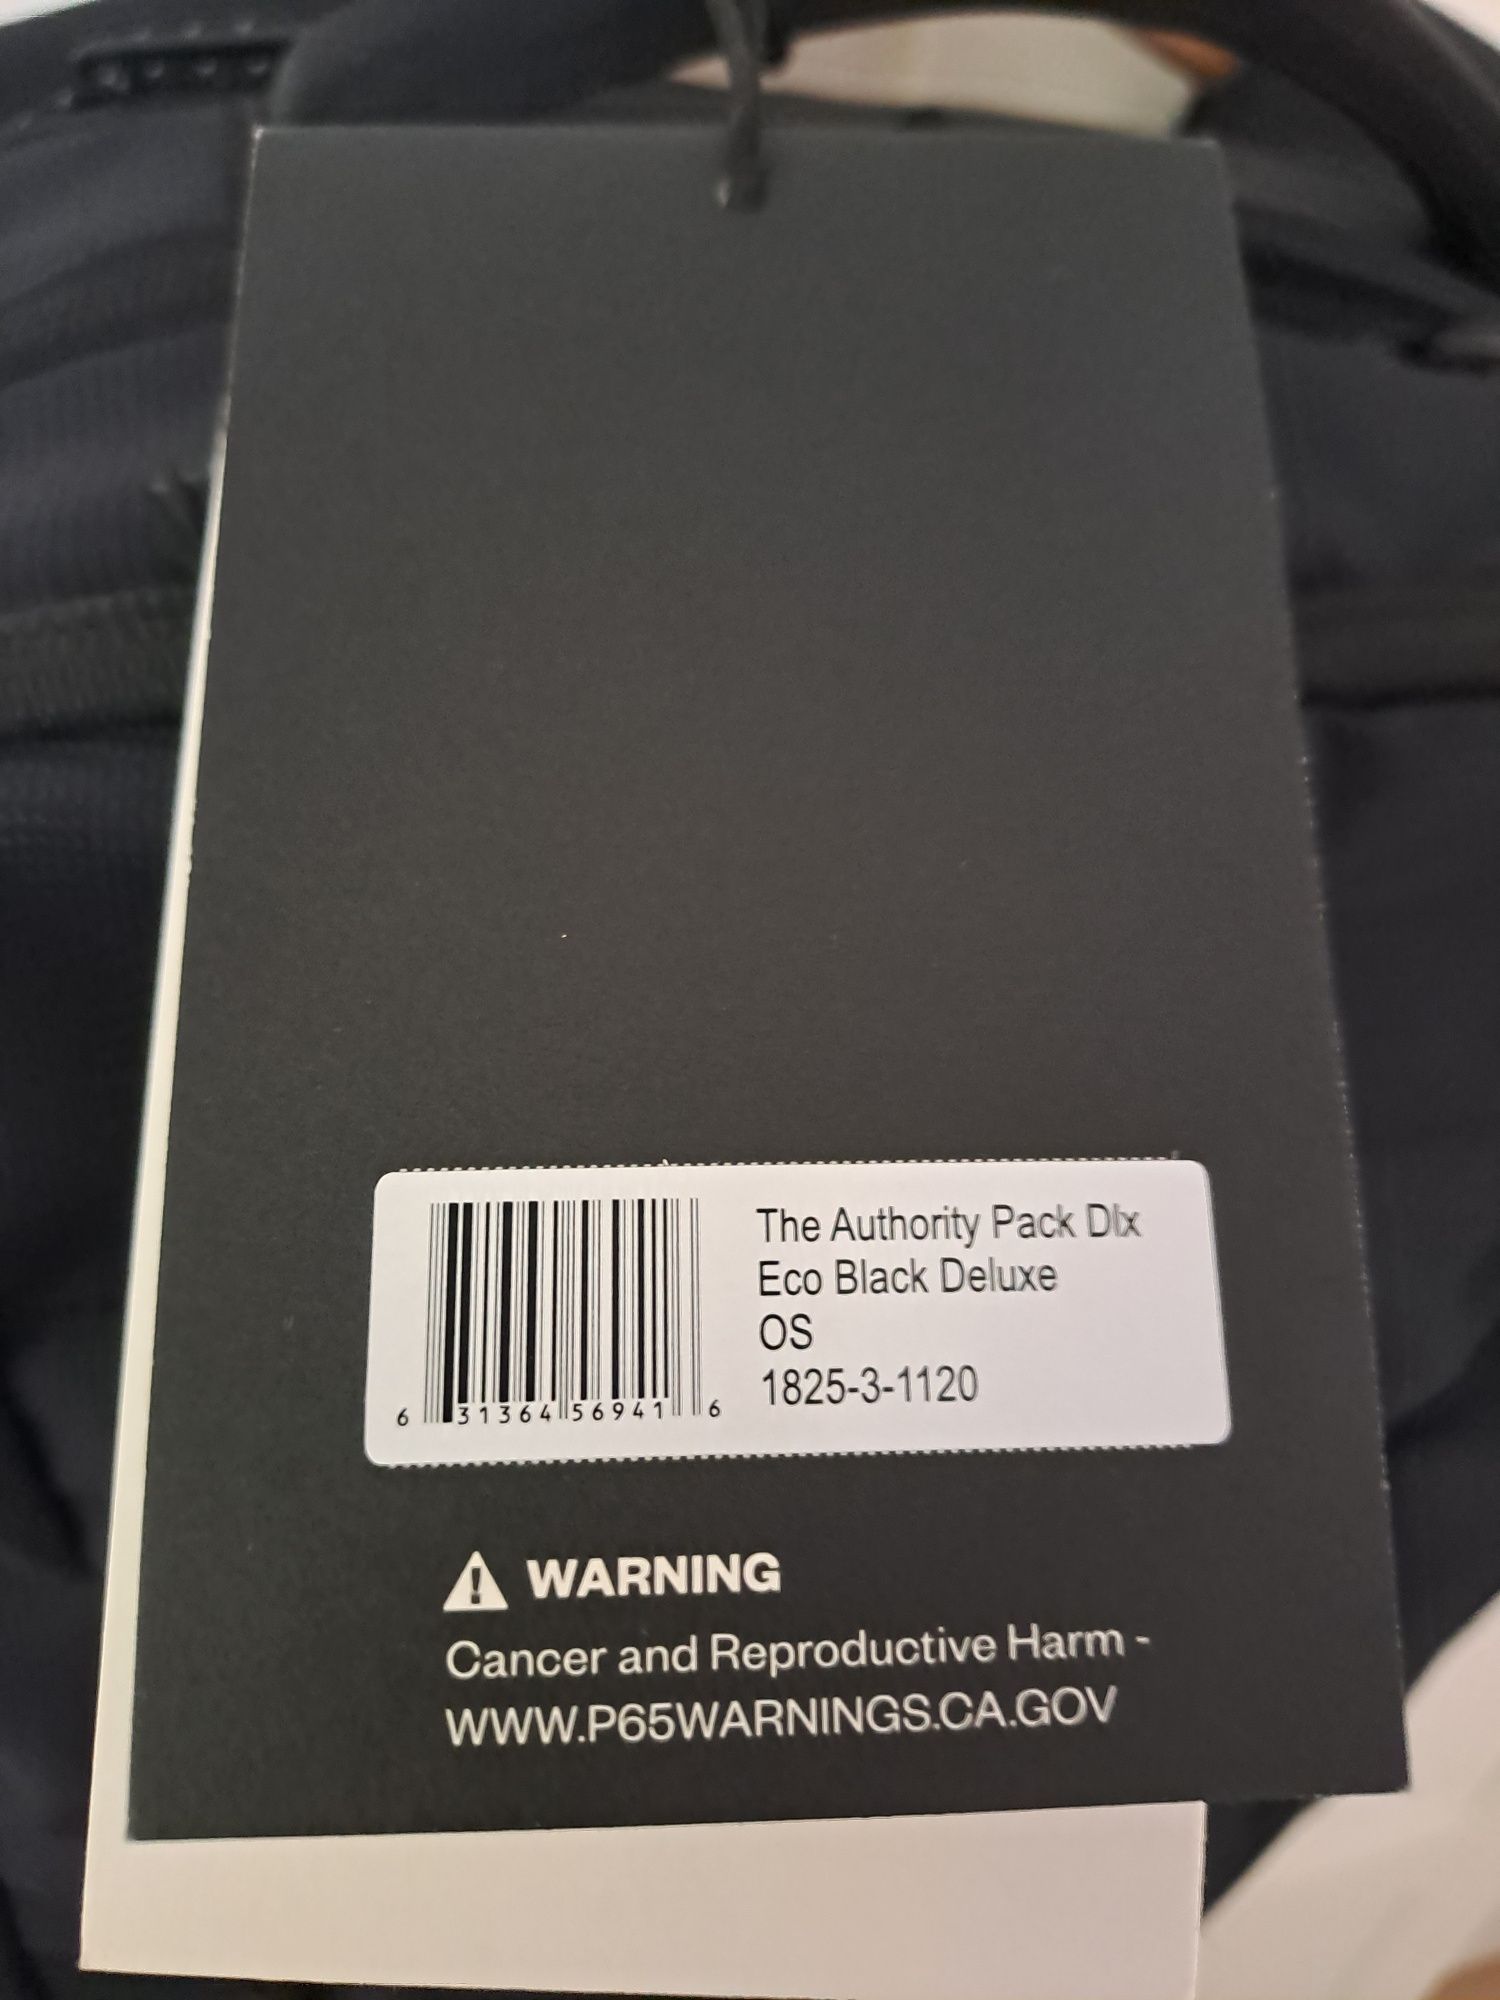 The Authority Pack Dlx
Eco Black Deluxe
OS
1825-3-1120
6 31364 56941 6
WARNING
Cancer and Reproductive Harm -
WWW.P65WARNINGS.CA.GOV